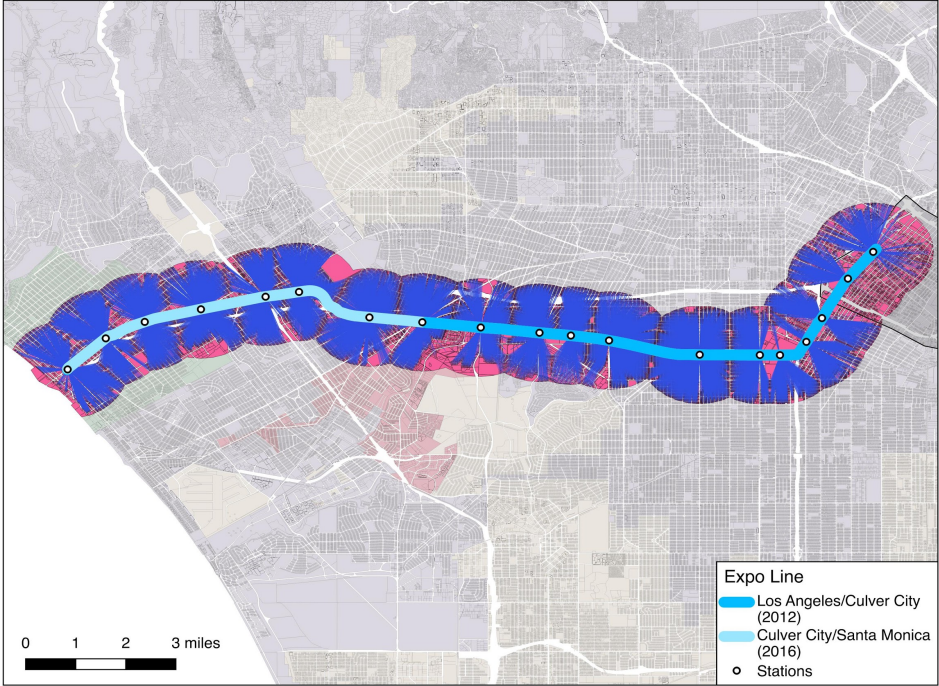 Expo Line
Los Angeles/Culver City
(2012)
Culver City/Santa Monica
(2016)
Stations
0 1 2 3 miles